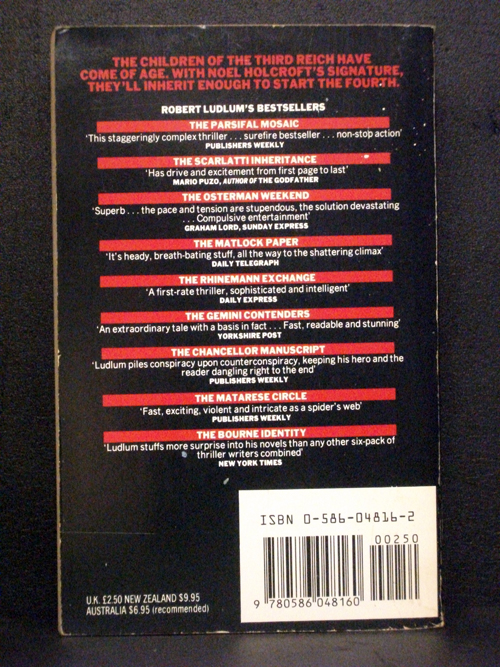 THE CHILDREN OF THE THIRD REICH HAVE
COME OF AGE. WITH NOEL HOLCROFT'S SIGNATURE,
THEY'LL INHERIT ENOUGH TO START THE FOURTH.
ROBERT LUDLUM'S BESTSELLERS
THE PARSIFAL MOSAIC
'This staggeringly complex thriller . . . surefire bestseller . . . non-stop action'
PUBLISHERS WEEKLY
THE SCARLATTI INHERITANCE
'Has drive and excitement from first page to last'
MARIO PUZO, AUTHOR OF THE GODFATHER
THE OSTERMAN WEEKEND
'Superb . . . the pace and tension are stupendous, the solution devastating
. . . Compulsive entertainment'
GRAHAM LORD, SUNDAY EXPRESS
THE MATLOCK PAPER
'It's heady, breath-bating stuff, all the way to the shattering climax'
DAILY TELEGRAPH
THE RHINEMANN EXCHANGE
'A first-rate thriller, sophisticated and intelligent'
DAILY EXPRESS
THE GEMINI CONTENDERS
'An extraordinary tale with a basis in fact . . . Fast, readable and stunning'
YORKSHIRE POST
THE CHANCELLOR MANUSCRIPT
'Ludlum piles conspiracy upon counterconspiracy, keeping his hero and the
reader dangling right to the end'
PUBLISHERS WEEKLY
THE MATARESE CIRCLE
'Fast, exciting, violent and intricate as a spider's web'
PUBLISHERS WEEKLY
THE BOURNE IDENTITY
'Ludlum stuffs more surprise into his novels than any other six-pack of
thriller writers combined'
NEW YORK TIMES
ISBN 0-586-04816-2
00250
9 780586 048160
U.K. £2.50 NEW ZEALAND $9.95
AUSTRALIA $6.95 (recommended)